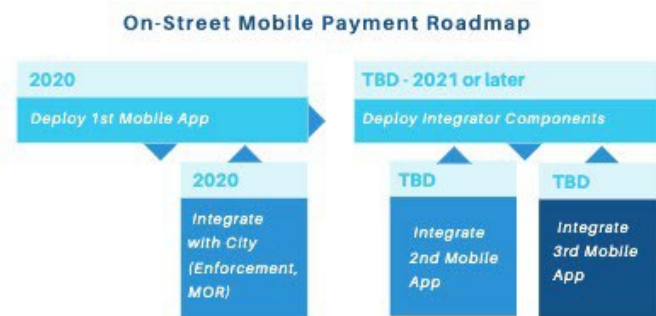 On-Street Mobile Payment Roadmap
2020
Deploy 1st Mobile App
TBD - 2021 or later
Deploy Integrator Components
2020
Integrate
with City
(Enforcement,
MOR)
TBD
Integrate
2nd Mobile
App
TBD
Integrate
3rd Mobile
App